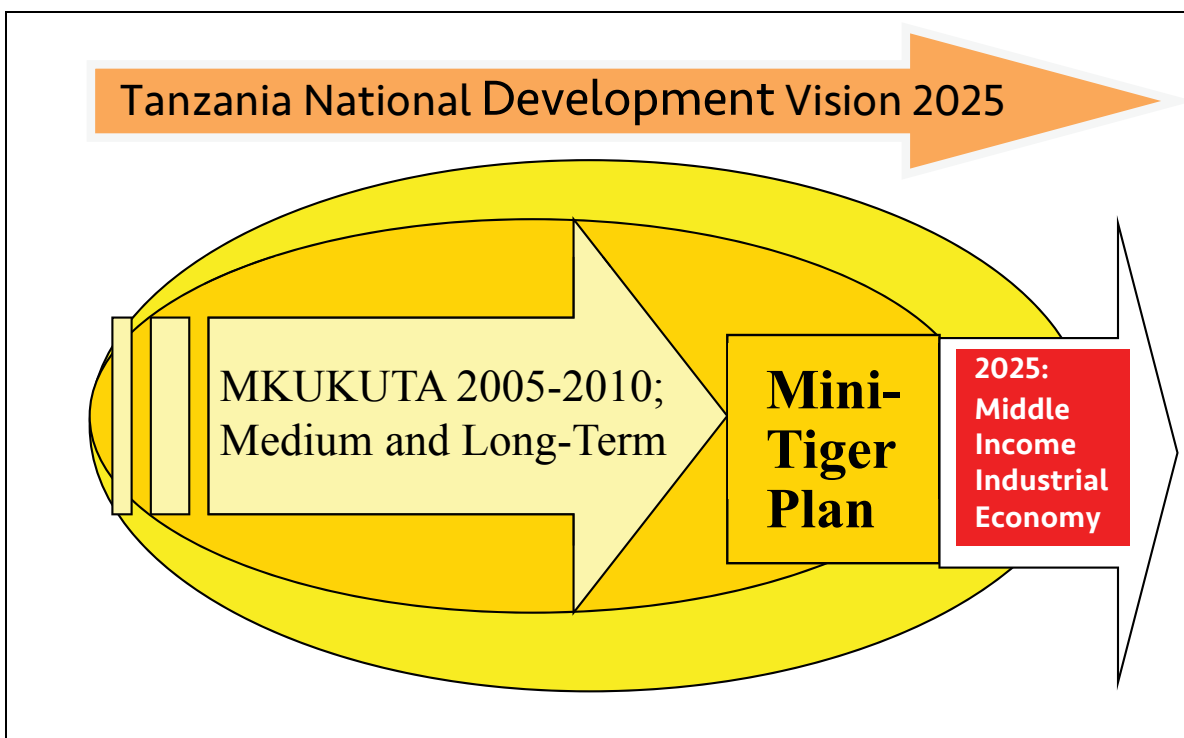 Tanzania National Development Vision 2025
MKUKUTA 2005-2010;
Medium and Long-Term
Mini-
Tiger
Plan
2025:
Middle
Income
Industrial
Economy